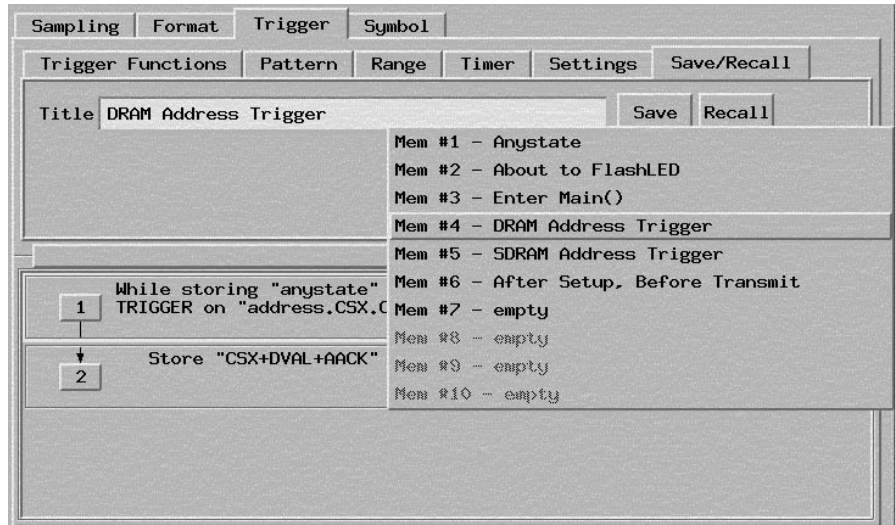 Sampling Format Trigger Symbol
Trigger Functions Pattern Range Timer Settings Save/Recall
Title DRAM Address Trigger Save Recall
Mem #1 - Anystate
Mem #2 - About to FlashLED
Mem #3 - Enter Main()
Mem #4 - DRAM Address Trigger
Mem #5 - SDRAM Address Trigger
Mem #6 - After Setup, Before Transmit
Mem #7 - empty
Mem #8 - empty
Mem #9 - empty
Mem #10 - empty
While storing "anystate"
1 TRIGGER on "address.CSX.
Store "CSX+DVAL+AACK"
2